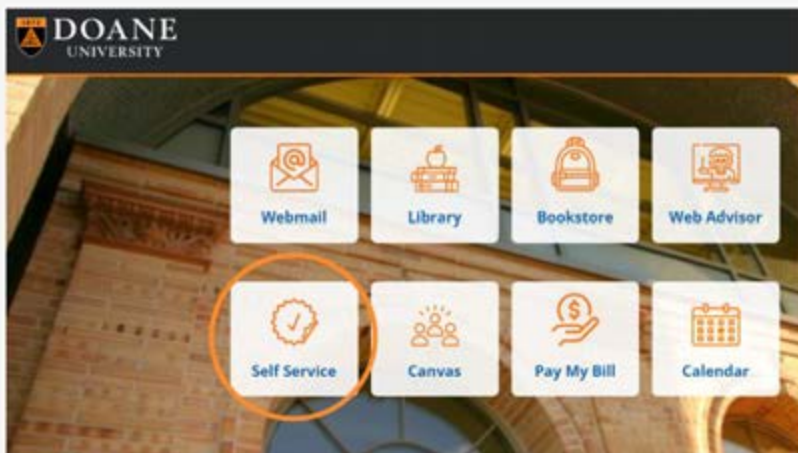 DOANE
UNIVERSITY
Webmail
Library
Bookstore
Web Advisor
Self Service
Canvas
Pay My Bill
Calendar